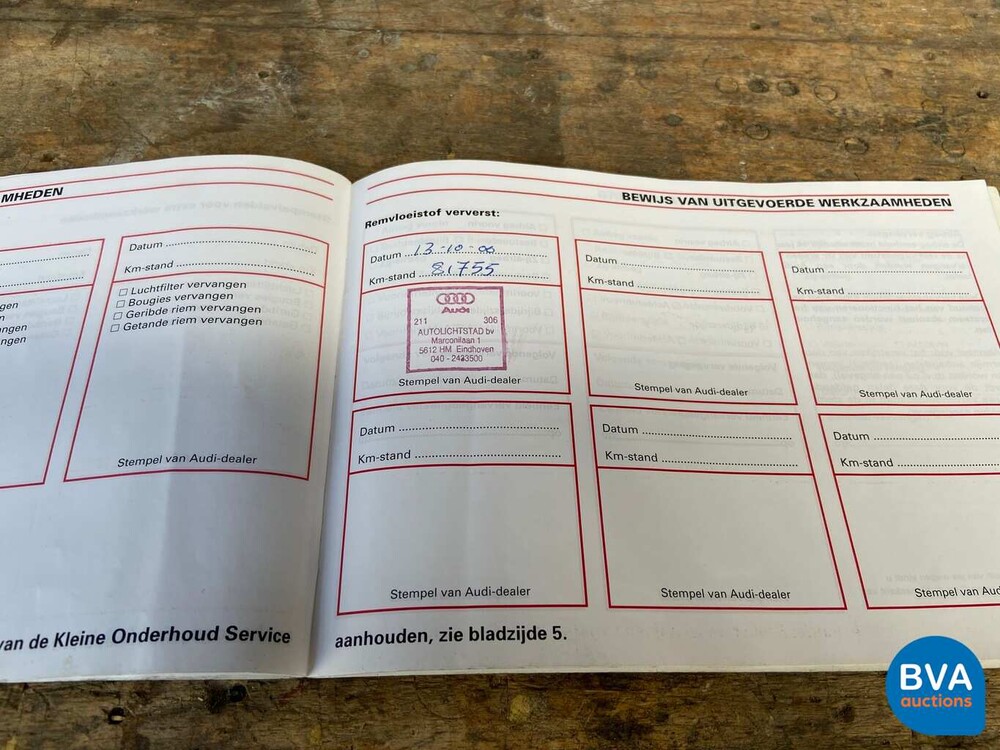 MHEDEN
Datum
Km-stand
Luchtfilter vervangen
Bougies vervangen
Geribde riem vervangen
Getande riem vervangen
Stempel van Audi-dealer
van de Kleine Onderhoud Service
BEWIJS VAN UITGEVOERDE WERKZAAMHEDEN
Remvloeistof ververst:
Datum 13-10-00
Km-stand 81755
Audi
211 306
AUTOLICHTSTAD bv
Marconilaan 1
5612 HM Eindhoven
040 - 2433500
Stempel van Audi-dealer
Datum
Km-stand
Stempel van Audi-dealer
Datum
Km-stand
Stempel van Audi-dealer
Datum
Km-stand
Stempel van Audi-dealer
Datum
Km-stand
Stempel van Audi-dealer
Datum
Km-stand
Stempel van Aud
aanhouden, zie bladzijde 5.
BVA
auctions